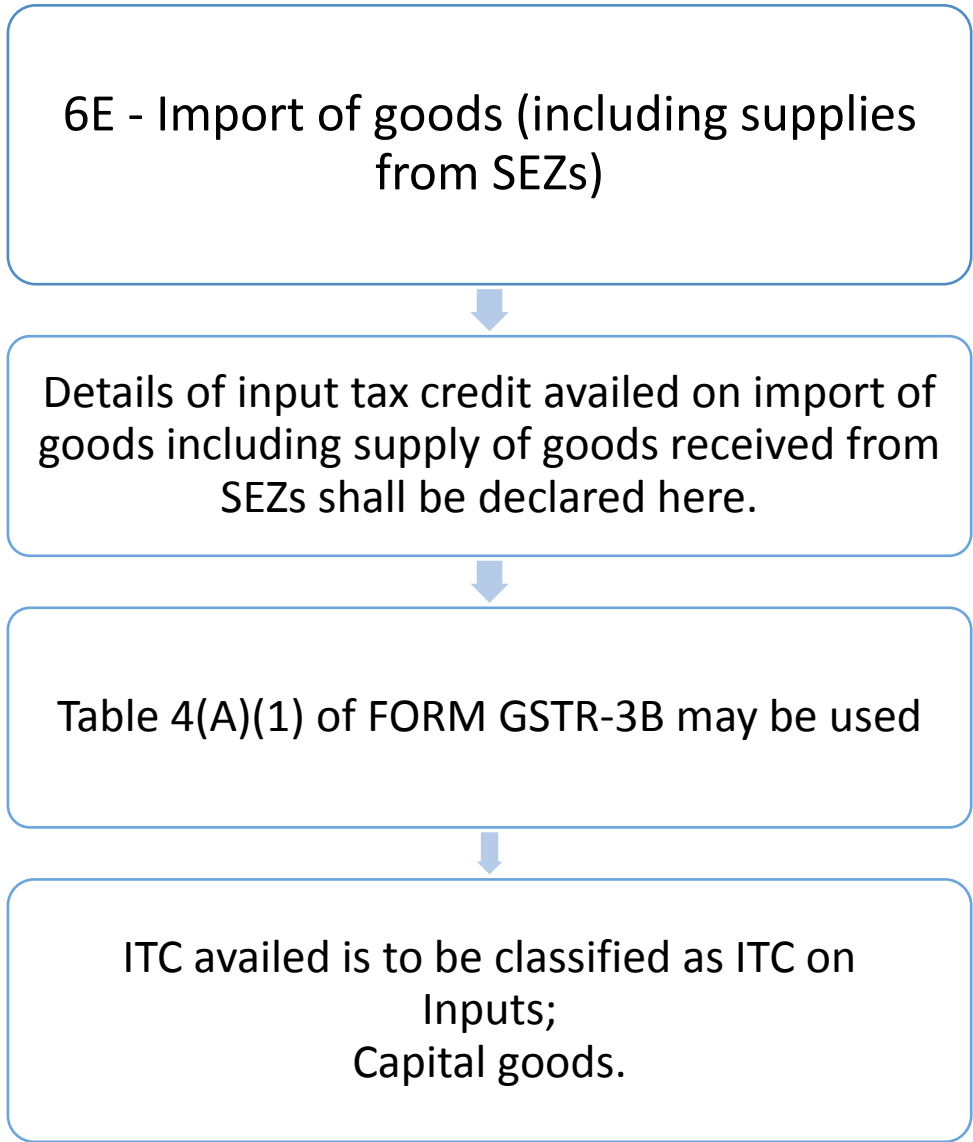 6E - Import of goods (including supplies
from SEZs)
Details of input tax credit availed on import of
goods including supply of goods received from
SEZs shall be declared here.
Table 4(A)(1) of FORM GSTR-3B may be used
ITC availed is to be classified as ITC on
Inputs;
Capital goods.